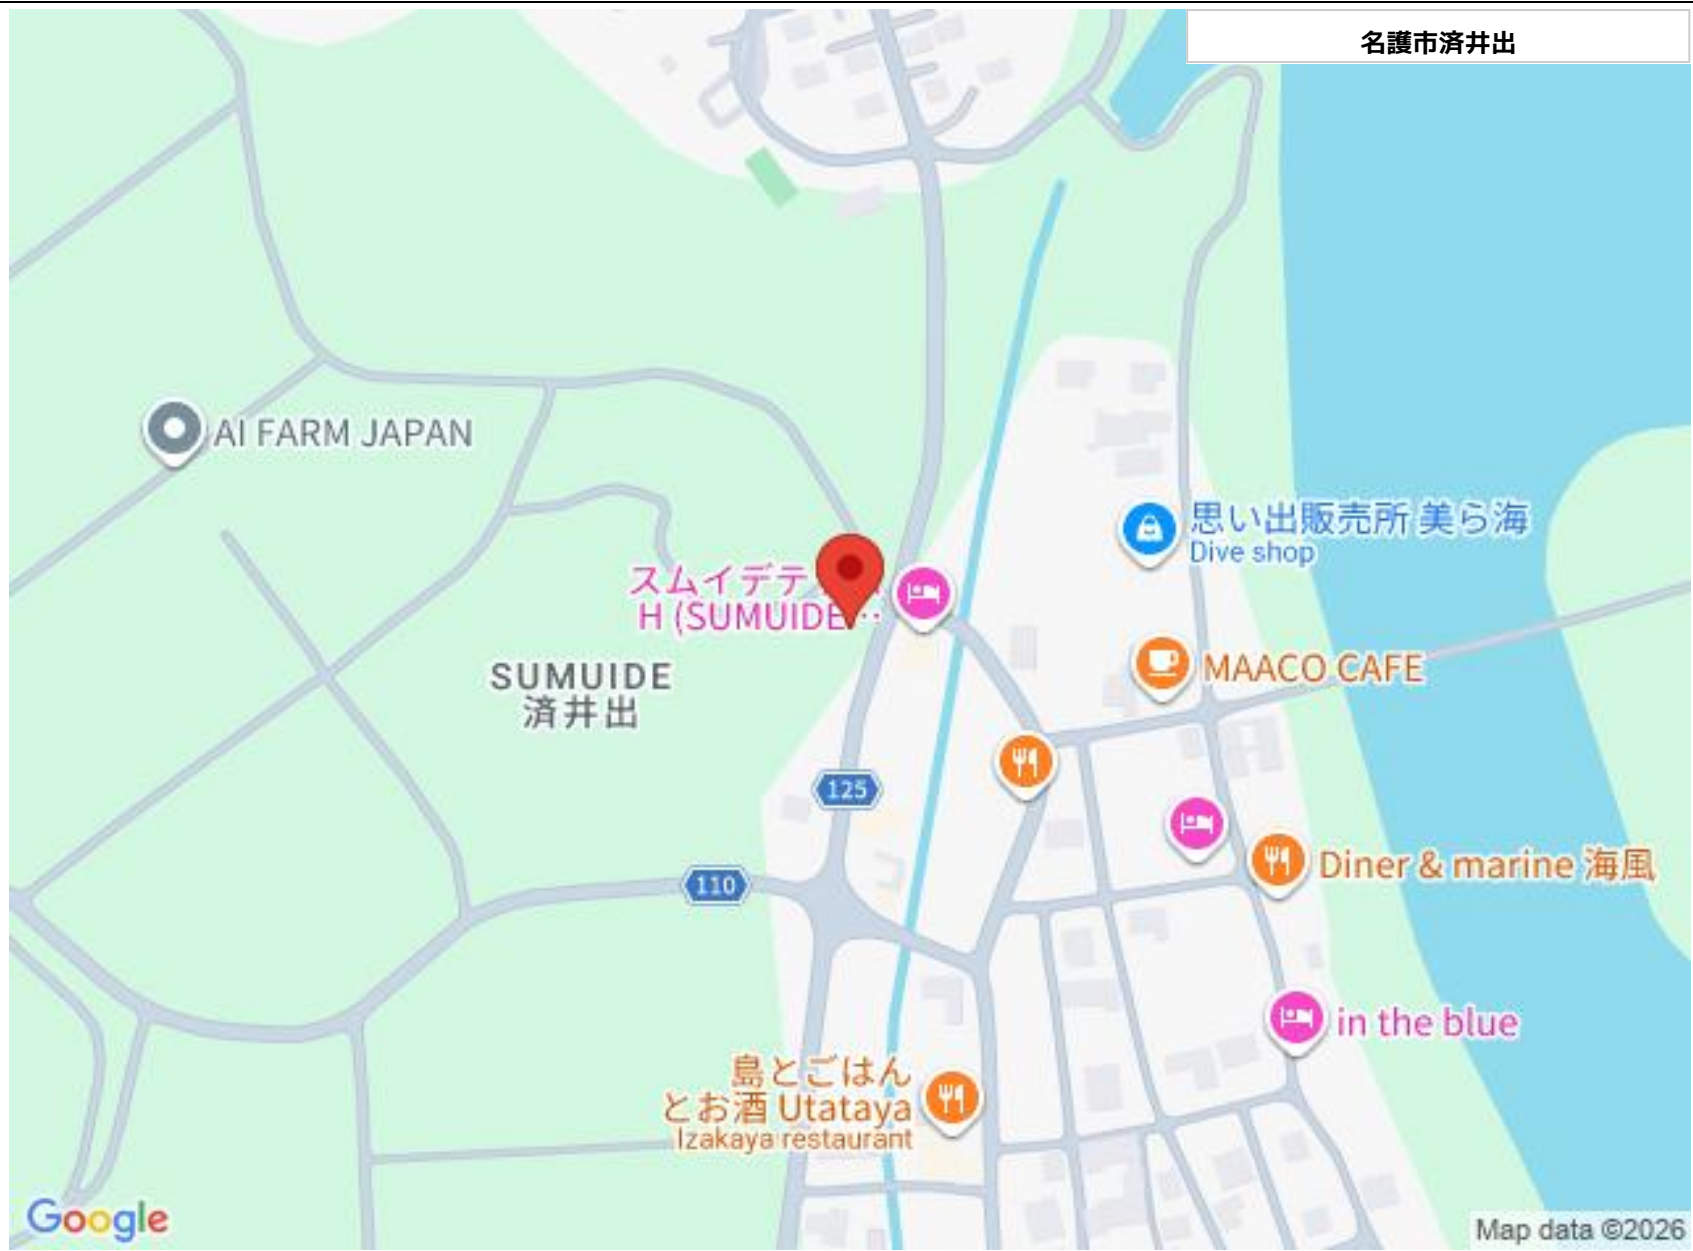 名護市済井出
AI FARM JAPAN
思い出販売所 美ら海
Dive shop
スムイデテ
H (SUMUIDE…
MAACO CAFE
SUMUIDE
済井出
125
Diner & marine 海風
110
in the blue
島とごはん
とお酒 Utataya
Izakaya restaurant
Google
Map data ©2026